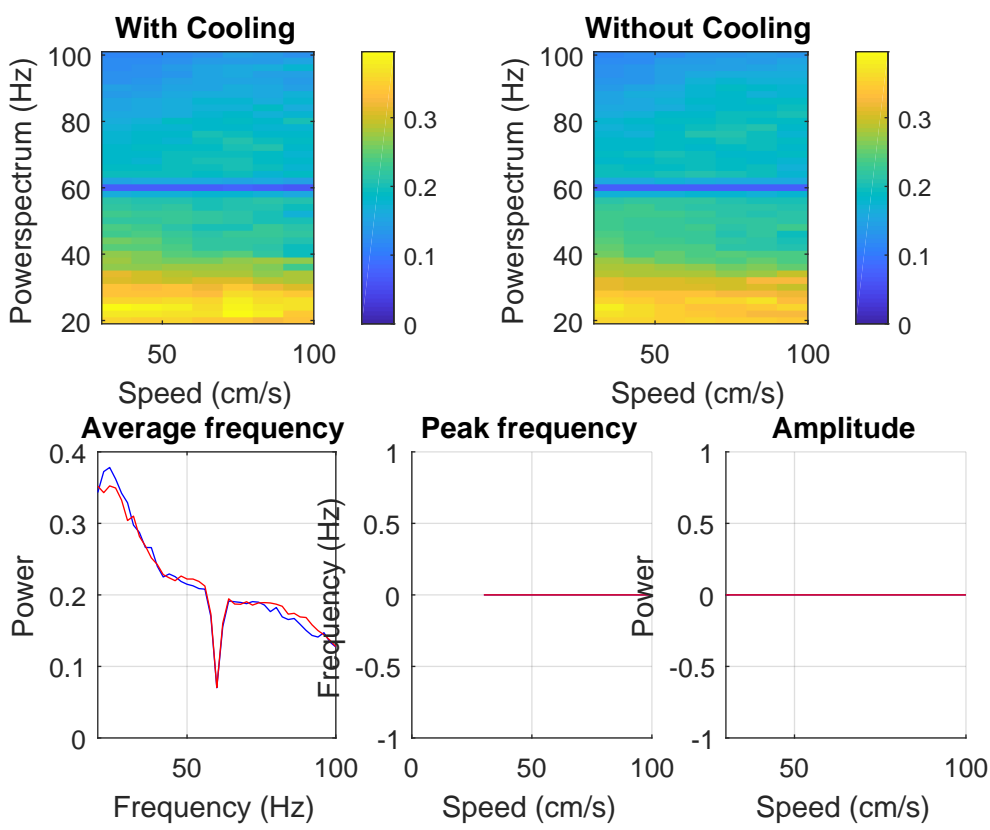 With Cooling
Powerspectrum (Hz)
100
80
60
40
20
50
100
Speed (cm/s)
0.3
0.2
0.1
0
Without Cooling
Powerspectrum (Hz)
100
80
60
40
20
50
100
Speed (cm/s)
0.3
0.2
0.1
0
Average frequency
Power
0.4
0.3
0.2
0.1
0
50
100
Frequency (Hz)
Peak frequency
Frequency (Hz)
1
0.5
0
-0.5
-1
0
50
100
Speed (cm/s)
Amplitude
Power
1
0.5
0
-0.5
-1
50
100
Speed (cm/s)